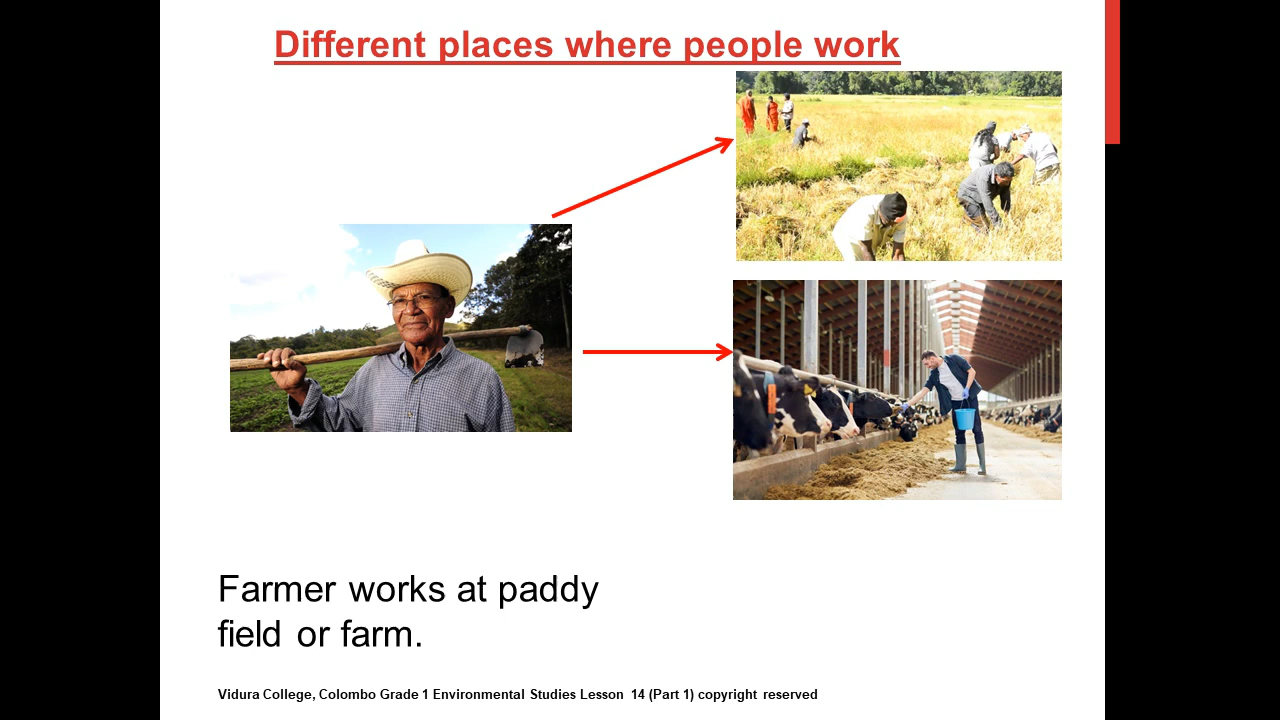 Different places where people work
Farmer works at paddy
field or farm.
Vidura College, Colombo Grade 1 Environmental Studies Lesson 14 (Part 1) copyright reserved